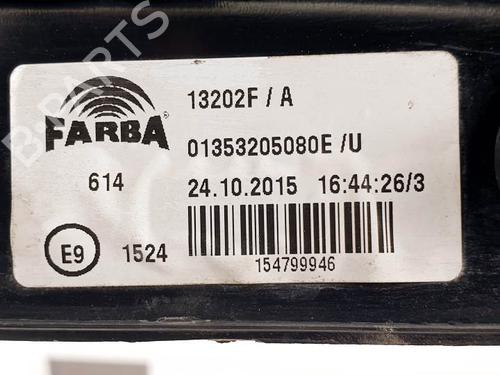 FARBA
614
E9 1524
13202F / A
01353205080E /U
24.10.2015 16:44:26/3
154799946
B-PARTS